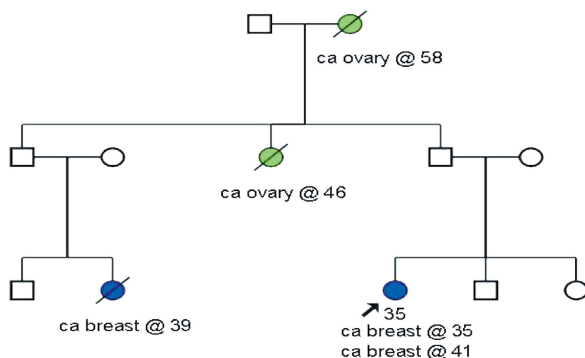 ca ovary @ 58
ca ovary @ 46
ca breast @ 39
35
ca breast @ 35
ca breast @ 41